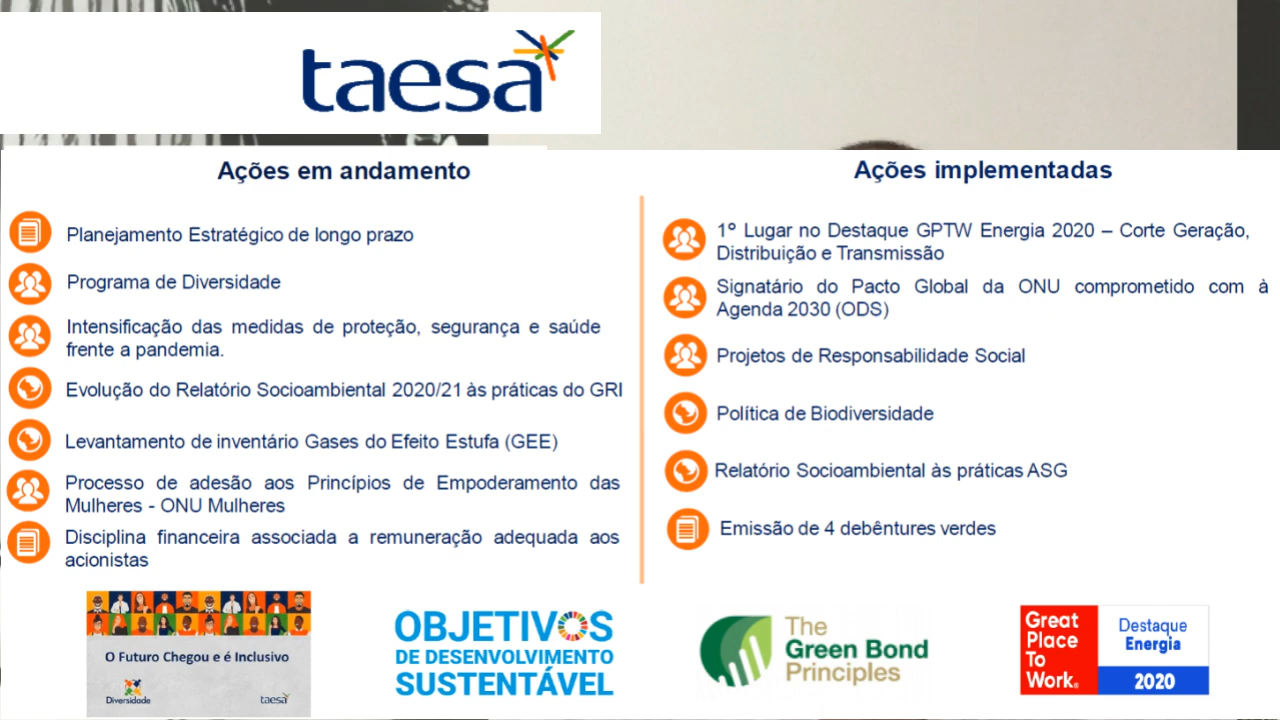 taesa
Ações em andamento
Planejamento Estratégico de longo prazo
Programa de Diversidade
Intensificação das medidas de proteção, segurança e saúde
frente a pandemia.
Evolução do Relatório Socioambiental 2020/21 às práticas do GRI
Levantamento de inventário Gases do Efeito Estufa (GEE)
Processo de adesão aos Princípios de Empoderamento das
Mulheres - ONU Mulheres
Disciplina financeira associada a remuneração adequada aos
acionistas
Ações implementadas
1º Lugar no Destaque GPTW Energia 2020 – Corte Geração,
Distribuição e Transmissão
Signatário do Pacto Global da ONU comprometido com à
Agenda 2030 (ODS)
Projetos de Responsabilidade Social
Política de Biodiversidade
Relatório Socioambiental às práticas ASG
Emissão de 4 debêntures verdes
O Futuro Chegou e é Inclusivo
Diversidade
taesa
OBJETIVOS
DE DESENVOLVIMENTO
SUSTENTÁVEL
The
Green Bond
Principles
Great
Place
To
Work®
Destaque
Energia
2020